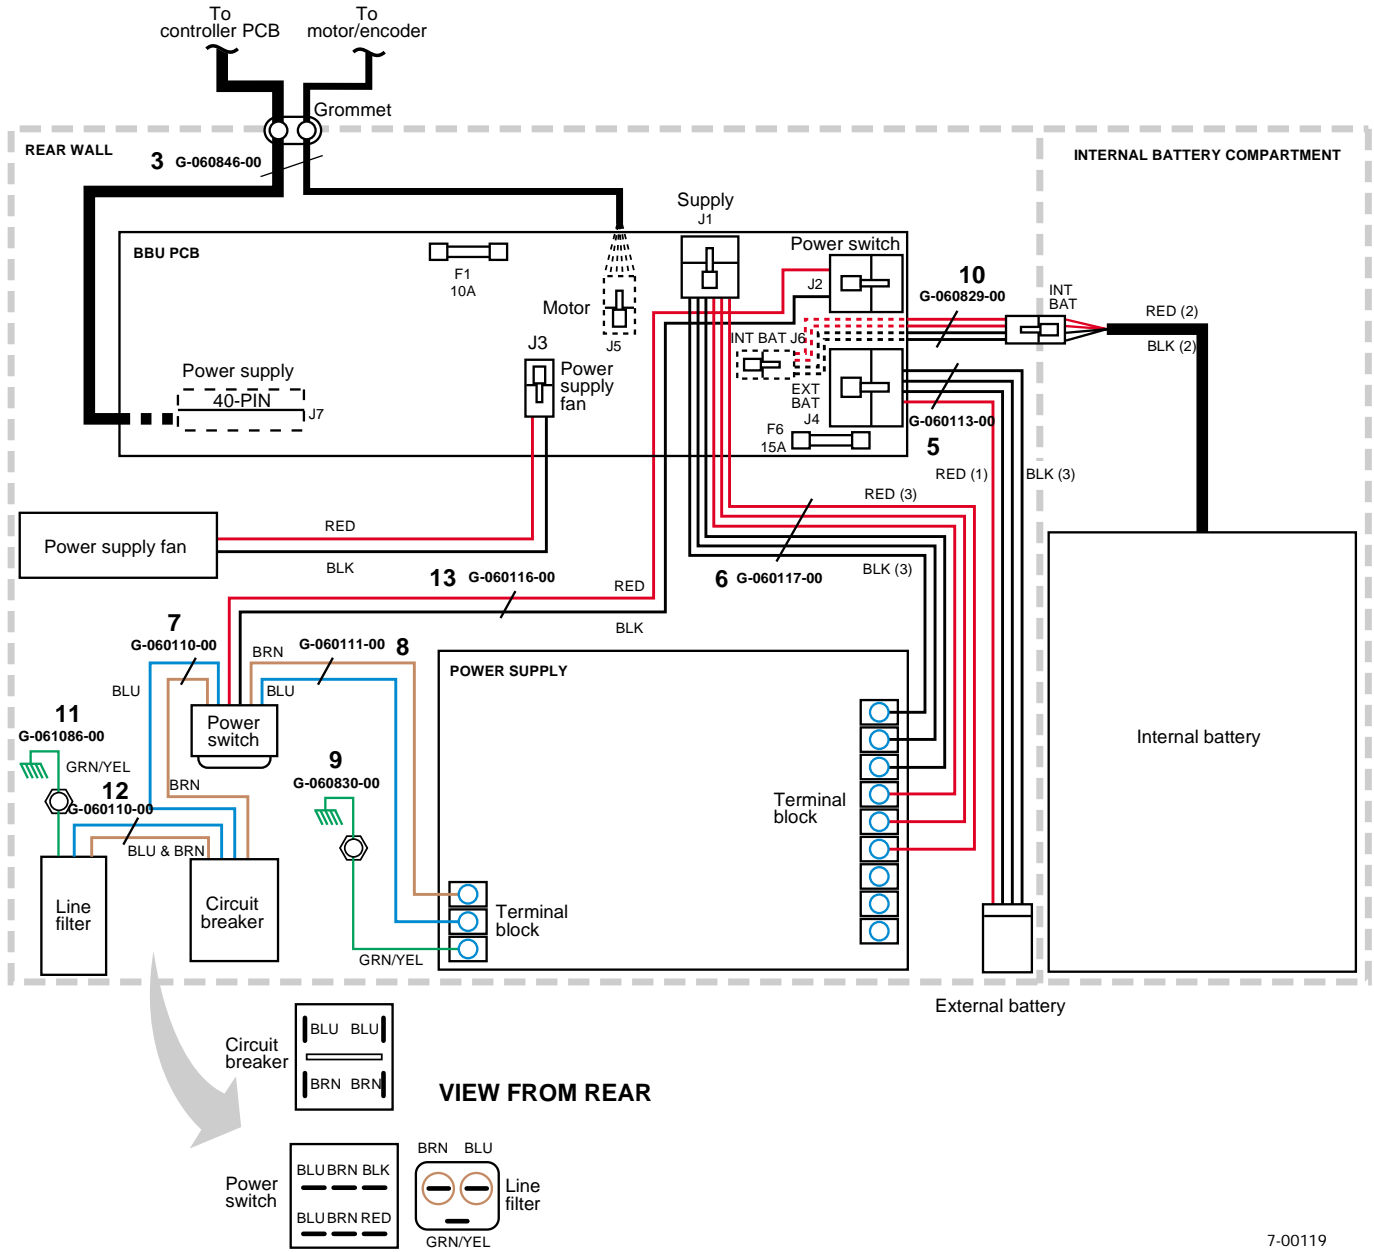 To
controller PCB
To
motor/encoder
Grommet
REAR WALL
3 G-060846-00
INTERNAL BATTERY COMPARTMENT
Supply
J1
BBU PCB
F1
10A
Power switch
J2
10
G-060829-00
INT
BAT
RED (2)
BLK (2)
Motor
J5
INT BAT J6
J3
Power
supply
fan
Power supply
40-PIN
J7
EXT
BAT
J4
F6
15A
G-060113-00
5
RED (1)
BLK (3)
RED (3)
Power supply fan
RED
BLK
13 G-060116-00
RED
BLK
6 G-060117-00
BLK (3)
7
G-060110-00
G-060111-00 8
BRN
BLU
BLU
POWER SUPPLY
Power
switch
11
G-061086-00
GRN/YEL
9
G-060830-00
BRN
12
G-060110-00
BLU & BRN
Internal battery
Terminal
block
Line
filter
Circuit
breaker
Terminal
block
GRN/YEL
External battery
Circuit
breaker
BLU BLU
BRN BRN
VIEW FROM REAR
Power
switch
BLU BRN BLK
BLU BRN RED
BRN BLU
Line
filter
GRN/YEL
7-00119